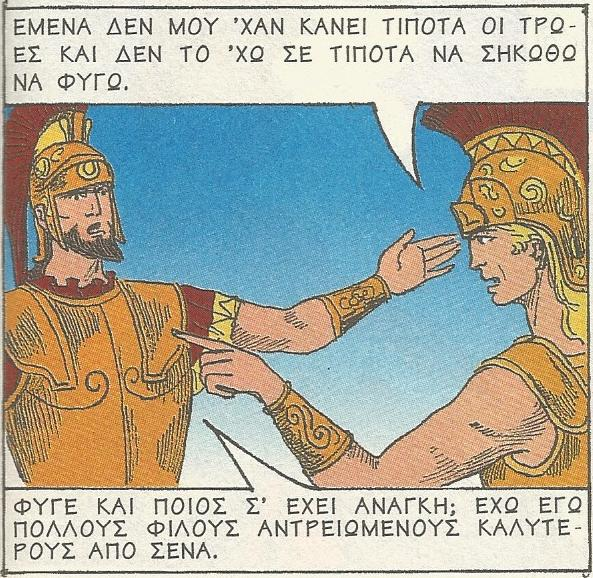 ΕΜΕΝΑ ΔΕΝ ΜΟΥ 'ΧΑΝ ΚΑΝΕΙ ΤΙΠΟΤΑ ΟΙ ΤΡΩ-
ΕΣ ΚΑΙ ΔΕΝ ΤΟ 'ΧΩ ΣΕ ΤΙΠΟΤΑ ΝΑ ΣΗΚΩΘΩ
ΝΑ ΦΥΓΩ.
ΦΥΓΕ ΚΑΙ ΠΟΙΟΣ Σ' ΕΧΕΙ ΑΝΑΓΚΗ; ΕΧΩ ΕΓΩ
ΠΟΛΛΟΥΣ ΦΙΛΟΥΣ ΑΝΤΡΕΙΩΜΕΝΟΥΣ ΚΑΛΥΤΕ-
ΡΟΥΣ ΑΠΟ ΣΕΝΑ.